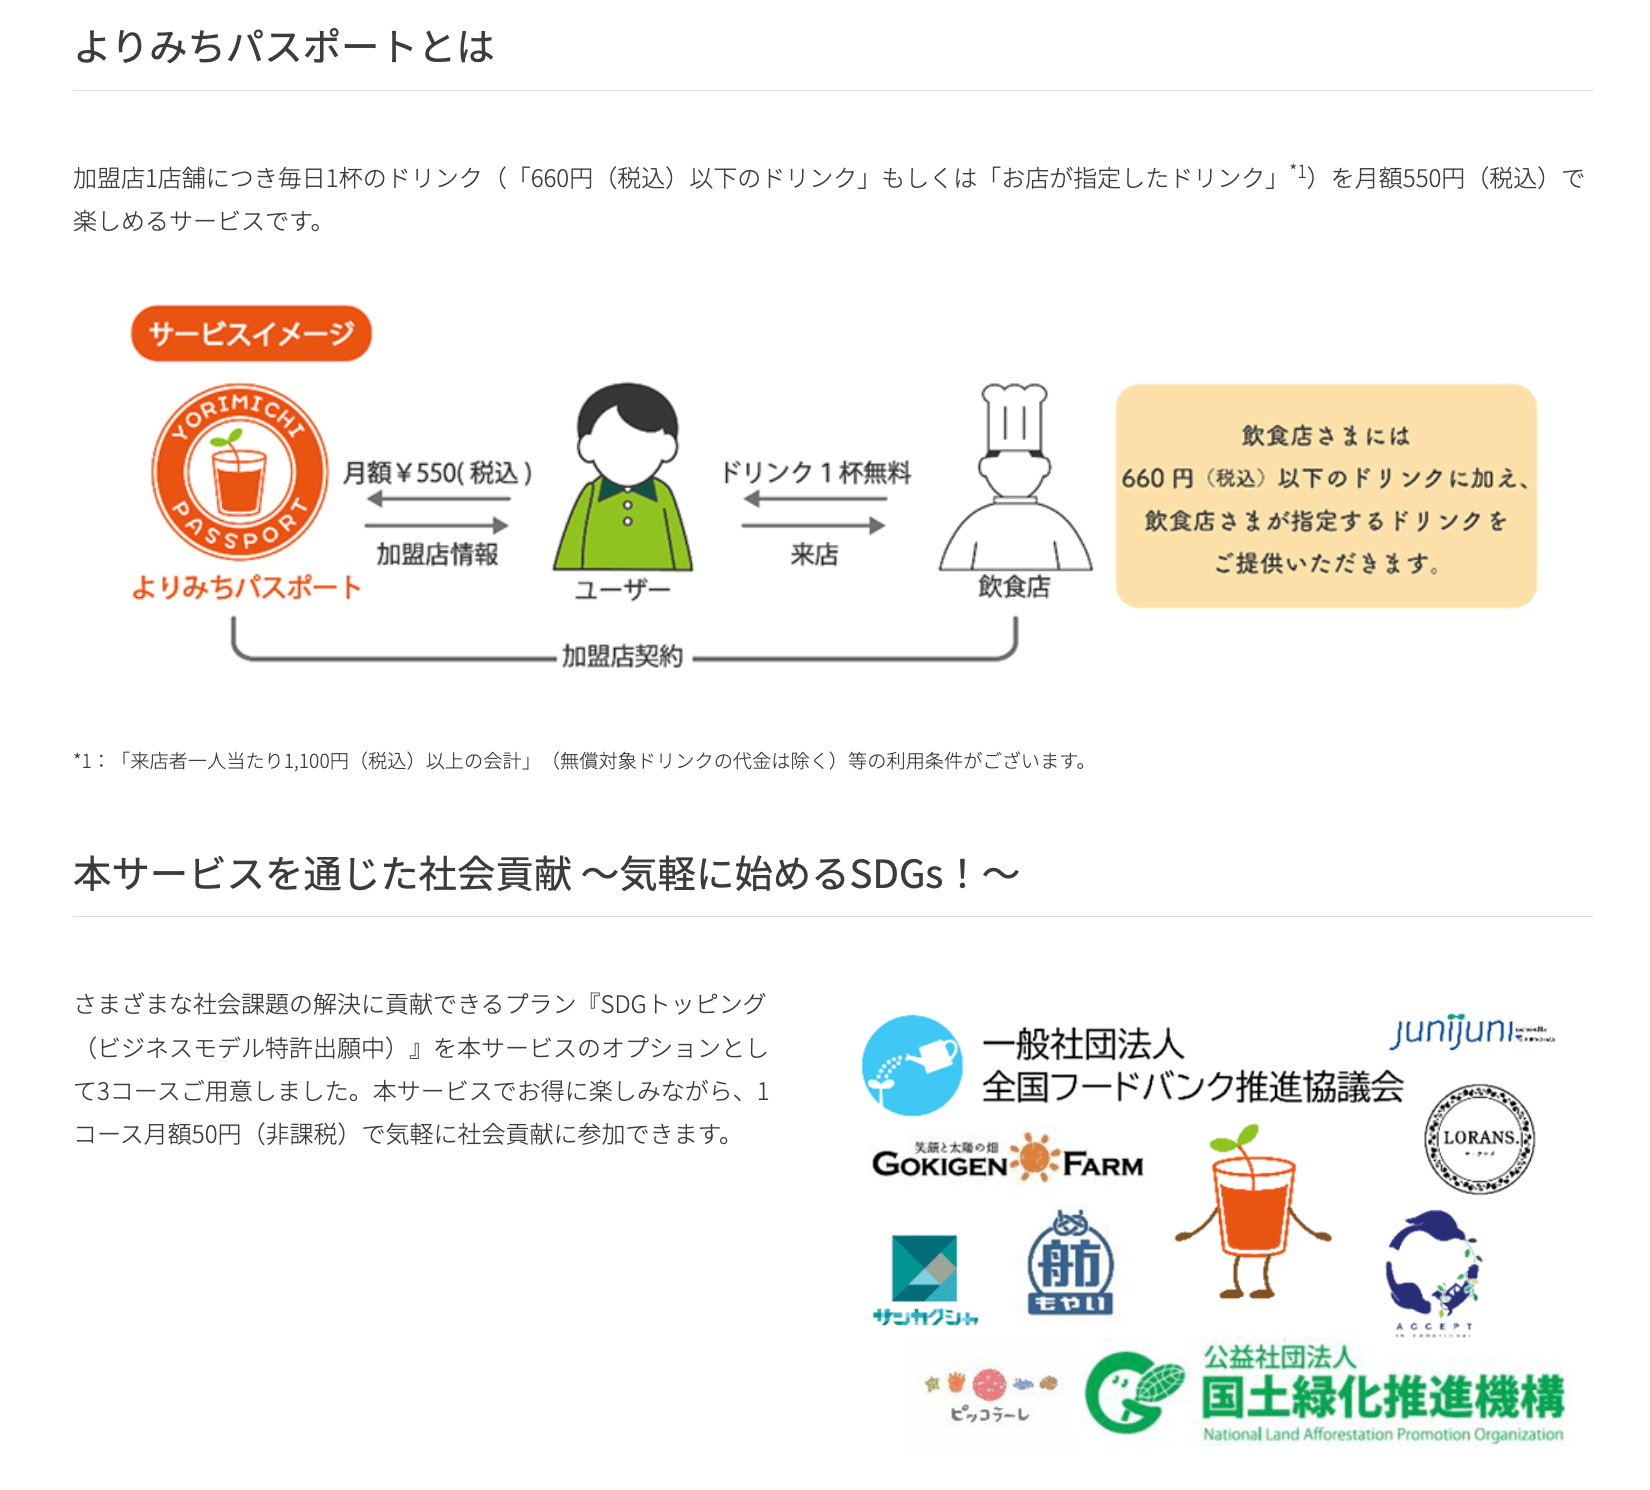 よりみちパスポートとは
加盟店1店舗につき毎日1杯のドリンク（「660円（税込）以下のドリンク」もしくは「お店が指定したドリンク」*1）を月額550円（税込）で
楽しめるサービスです。
サービスイメージ
YORIMICHI
PASSPORT
よりみちパスポート
月額￥550(税込)
加盟店情報
ユーザー
ドリンク1杯無料
来店
飲食店
加盟店契約
飲食店さまには
660円（税込）以下のドリンクに加え、
飲食店さまが指定するドリンクを
ご提供いただきます。
*1：「来店者一人当たり1,100円（税込）以上の会計」（無償対象ドリンクの代金は除く）等の利用条件がございます。
本サービスを通じた社会貢献 ～気軽に始めるSDGs！～
さまざまな社会課題の解決に貢献できるプラン『SDGトッピング
（ビジネスモデル特許出願中）』を本サービスのオプションとし
て3コースご用意しました。本サービスでお得に楽しみながら、1
コース月額50円（非課税）で気軽に社会貢献に参加できます。
一般社団法人
全国フードバンク推進協議会
junijuni
笑顔と太陽の畑
GOKIGEN FARM
LORANS.
サンカクシャ
舫
もやい
ACCEPT
ピッコラーレ
公益社団法人
国土緑化推進機構
National Land Afforestation Promotion Organization